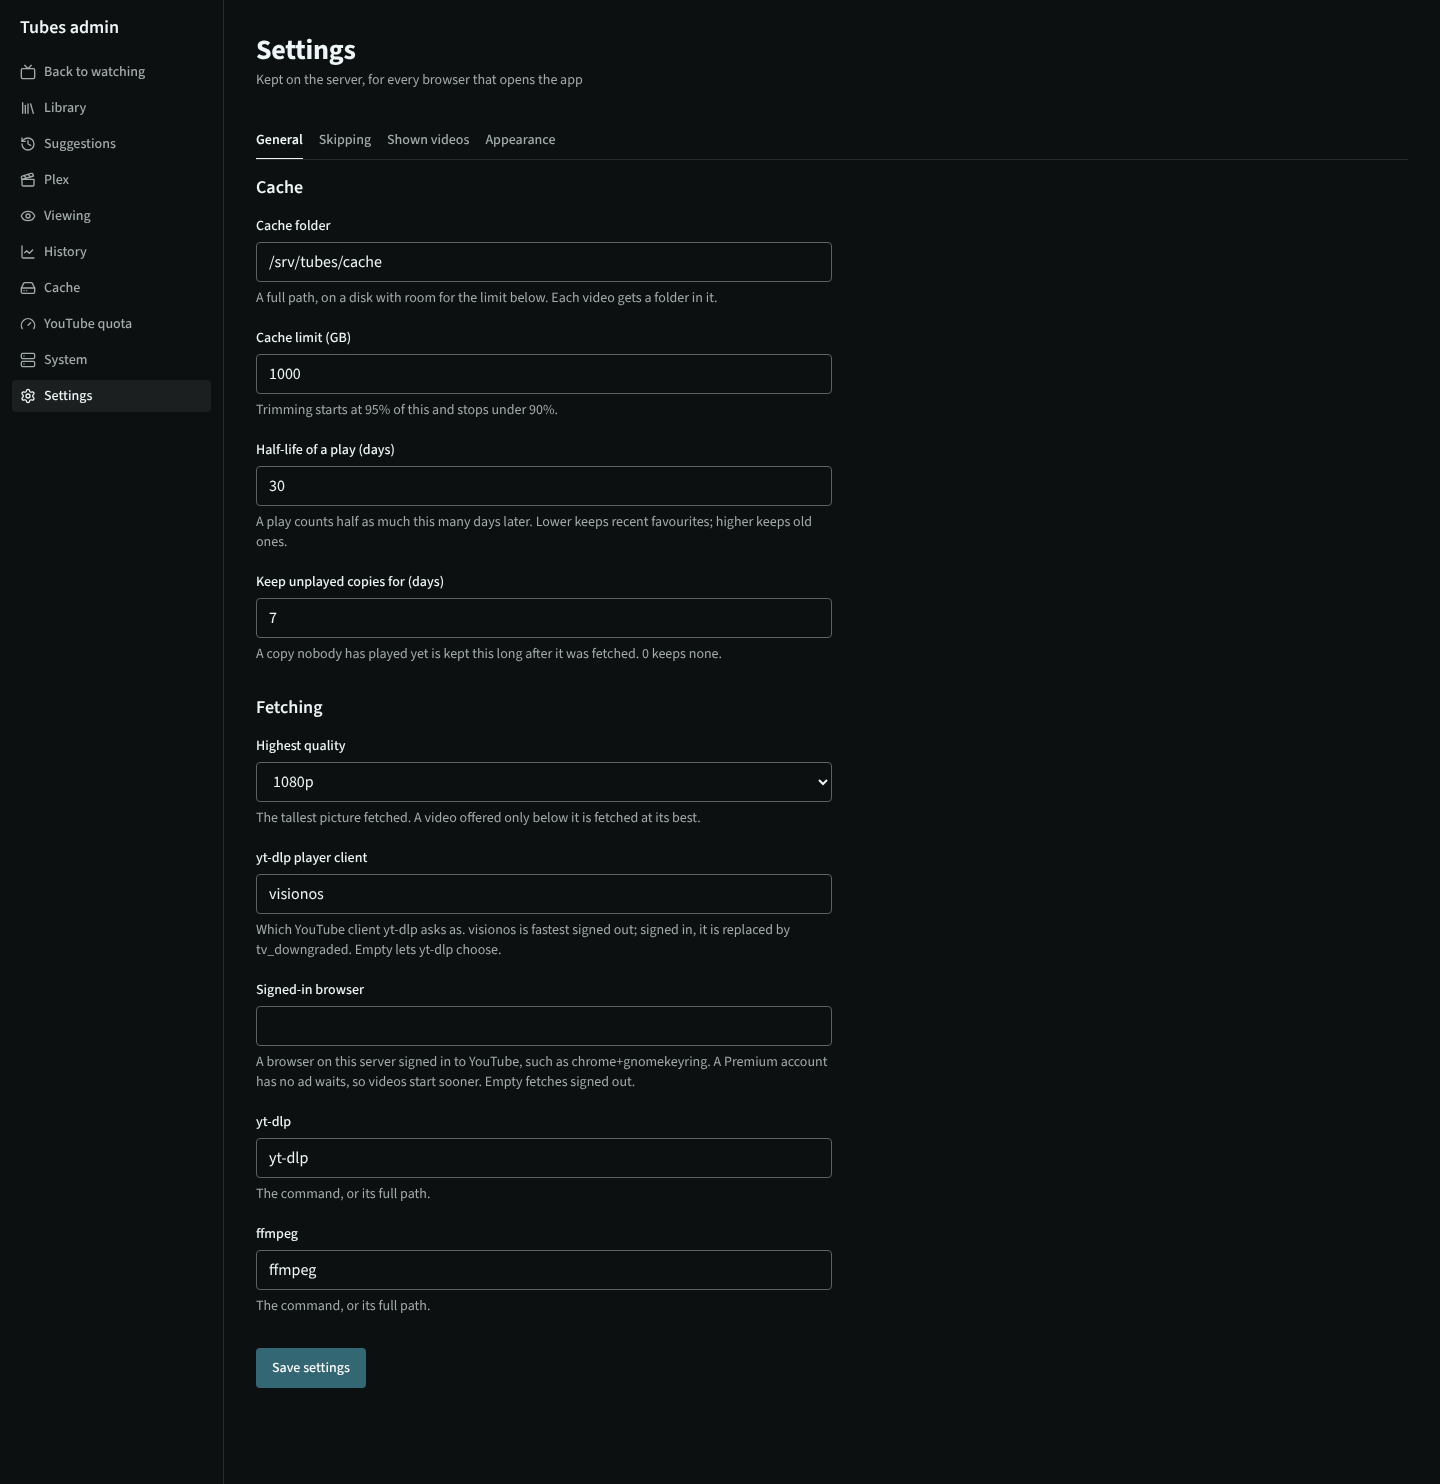 Tubes admin
Back to watching
Library
Suggestions
Plex
Viewing
History
Cache
YouTube quota
System
Settings
Settings
Kept on the server, for every browser that opens the app
General Skipping Shown videos Appearance
Cache
Cache folder
/srv/tubes/cache
A full path, on a disk with room for the limit below. Each video gets a folder in it.
Cache limit (GB)
1000
Trimming starts at 95% of this and stops under 90%.
Half-life of a play (days)
30
A play counts half as much this many days later. Lower keeps recent favourites; higher keeps old
ones.
Keep unplayed copies for (days)
7
A copy nobody has played yet is kept this long after it was fetched. 0 keeps none.
Fetching
Highest quality
1080p
The tallest picture fetched. A video offered only below it is fetched at its best.
yt-dlp player client
visionos
Which YouTube client yt-dlp asks as. visionos is fastest signed out; signed in, it is replaced by
tv_downgraded. Empty lets yt-dlp choose.
Signed-in browser
A browser on this server signed in to YouTube, such as chrome+gnomekeyring. A Premium account
has no ad waits, so videos start sooner. Empty fetches signed out.
yt-dlp
yt-dlp
The command, or its full path.
ffmpeg
ffmpeg
The command, or its full path.
Save settings